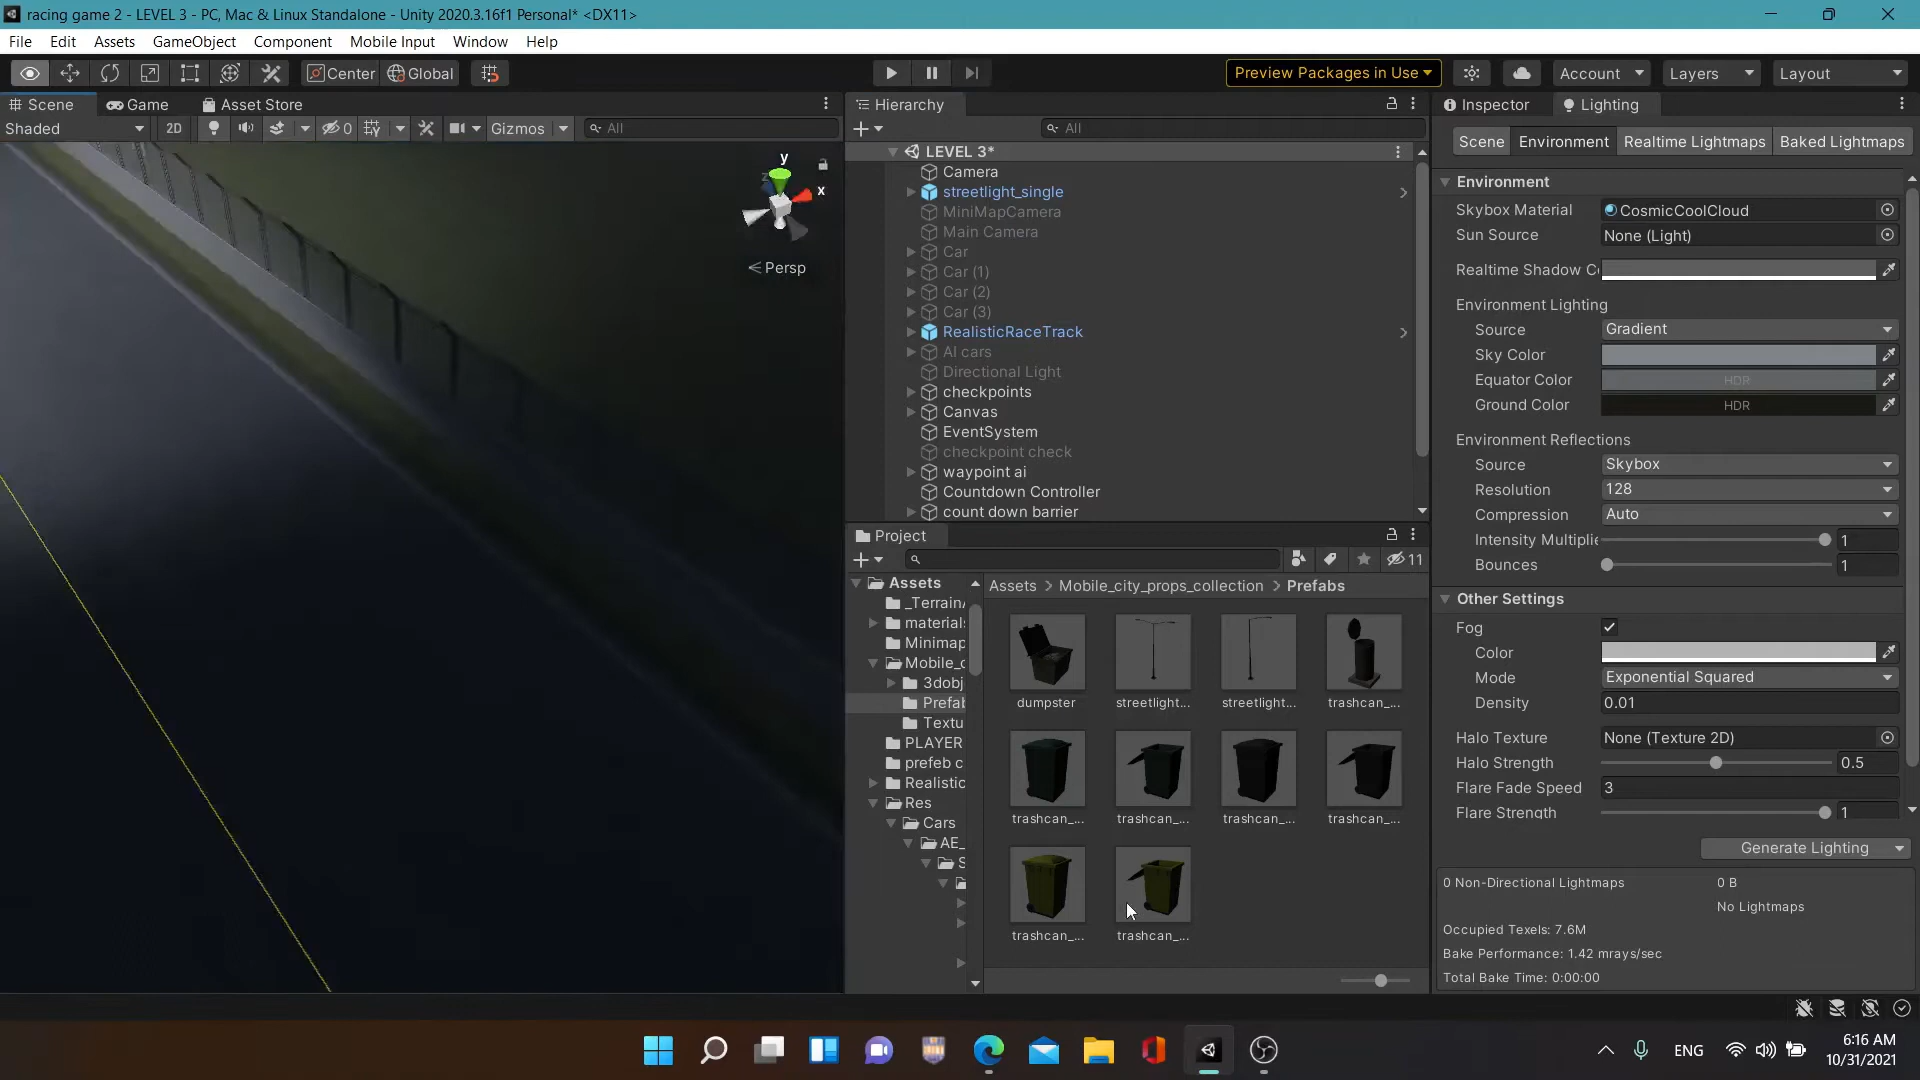 racing game 2 - LEVEL 3 - PC, Mac & Linux Standalone - Unity 2020.3.16f1 Personal* <DX11>
File Edit Assets GameObject Component Mobile Input Window Help
Center Global Preview Packages in Use Account Layers Layout
Scene Game Asset Store
Shaded 2D 0 Gizmos All
y
x
z
Persp
Hierarchy
All
LEVEL 3*
Camera
streetlight_single
MiniMapCamera
Main Camera
Car
Car (1)
Car (2)
Car (3)
RealisticRaceTrack
AI cars
Directional Light
checkpoints
Canvas
EventSystem
checkpoint check
waypoint ai
Countdown Controller
count down barrier
Project
11
Assets
_Terrain
materials
Minimap
Mobile_c
3dobj
Prefab
Textu
PLAYER
prefeb c
Realistic
Res
Cars
AE_
S
Assets > Mobile_city_props_collection > Prefabs
dumpster streetlight... streetlight... trashcan_...
trashcan_... trashcan_... trashcan_... trashcan_...
trashcan_... trashcan_...
Inspector Lighting
Scene Environment Realtime Lightmaps Baked Lightmaps
Environment
Skybox Material CosmicCoolCloud
Sun Source None (Light)
Realtime Shadow C
Environment Lighting
Source Gradient
Sky Color
Equator Color HDR
Ground Color HDR
Environment Reflections
Source Skybox
Resolution 128
Compression Auto
Intensity Multiplie 1
Bounces 1
Other Settings
Fog
Color
Mode Exponential Squared
Density 0.01
Halo Texture None (Texture 2D)
Halo Strength 0.5
Flare Fade Speed 3
Flare Strength 1
Generate Lighting
0 Non-Directional Lightmaps 0 B
No Lightmaps
Occupied Texels: 7.6M
Bake Performance: 1.42 mrays/sec
Total Bake Time: 0:00:00
ENG
6:16 AM
10/31/2021